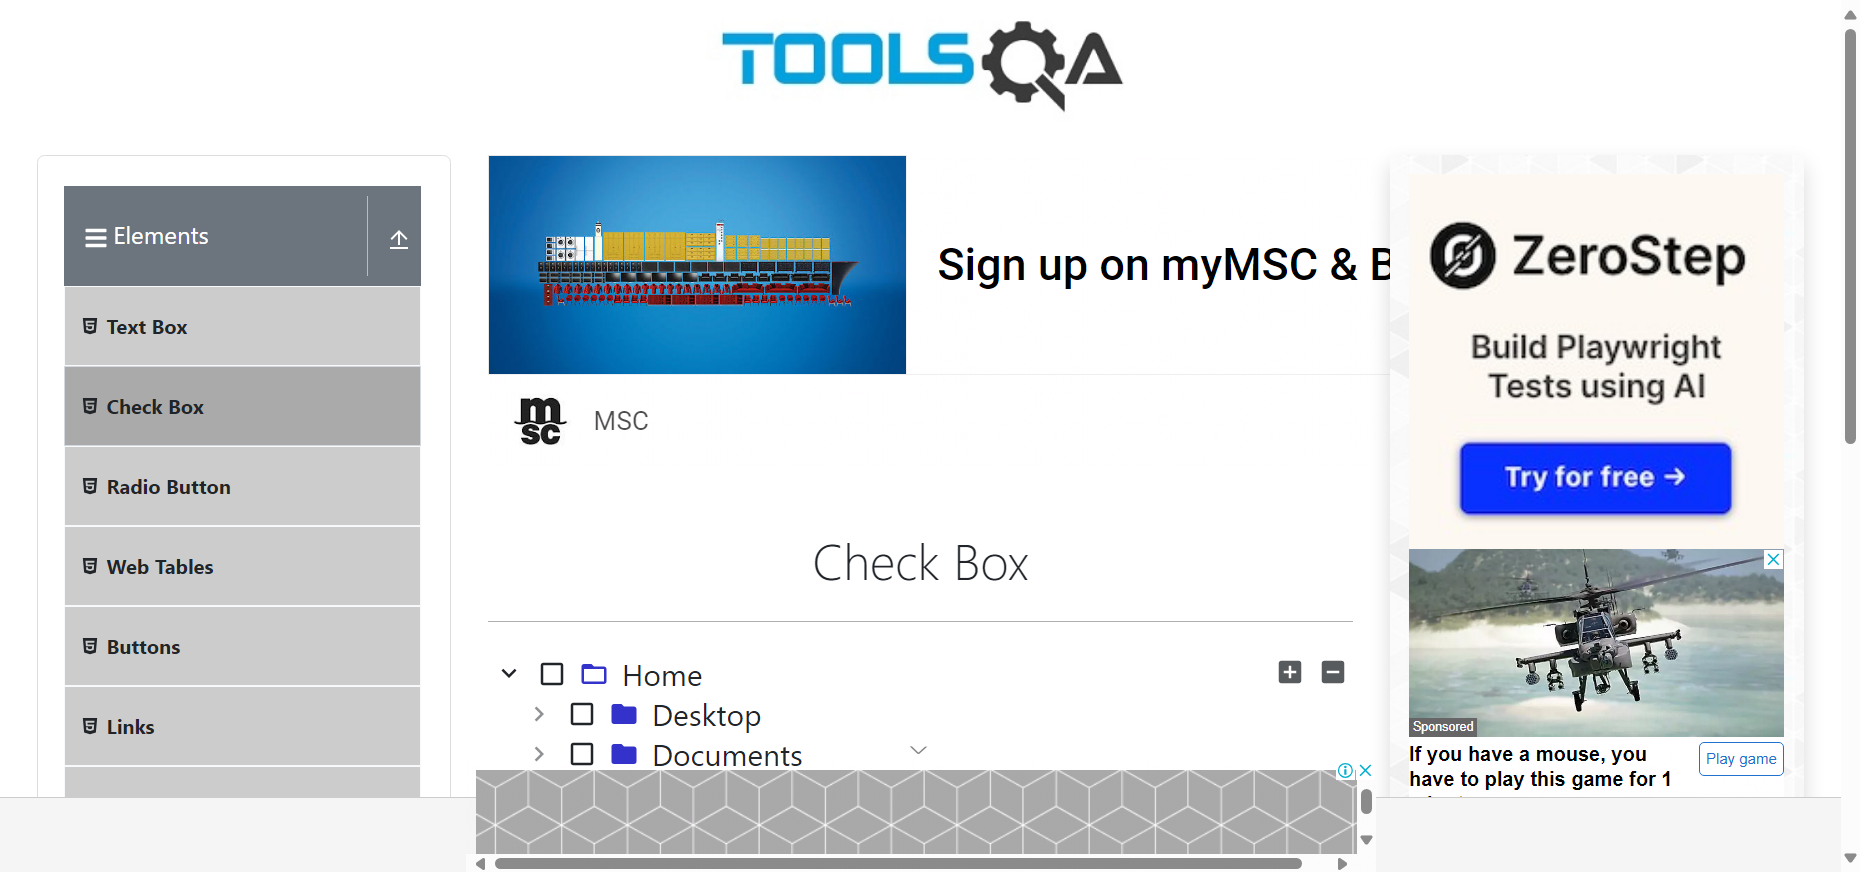 TOOLSQA
Elements
Text Box
Check Box
Radio Button
Web Tables
Buttons
Links
Sign up on myMSC & B
msc
MSC
Check Box
Home
Desktop
Documents
ZeroStep
Build Playwright
Tests using AI
Try for free →
Sponsored
If you have a mouse, you
have to play this game for 1
Play game